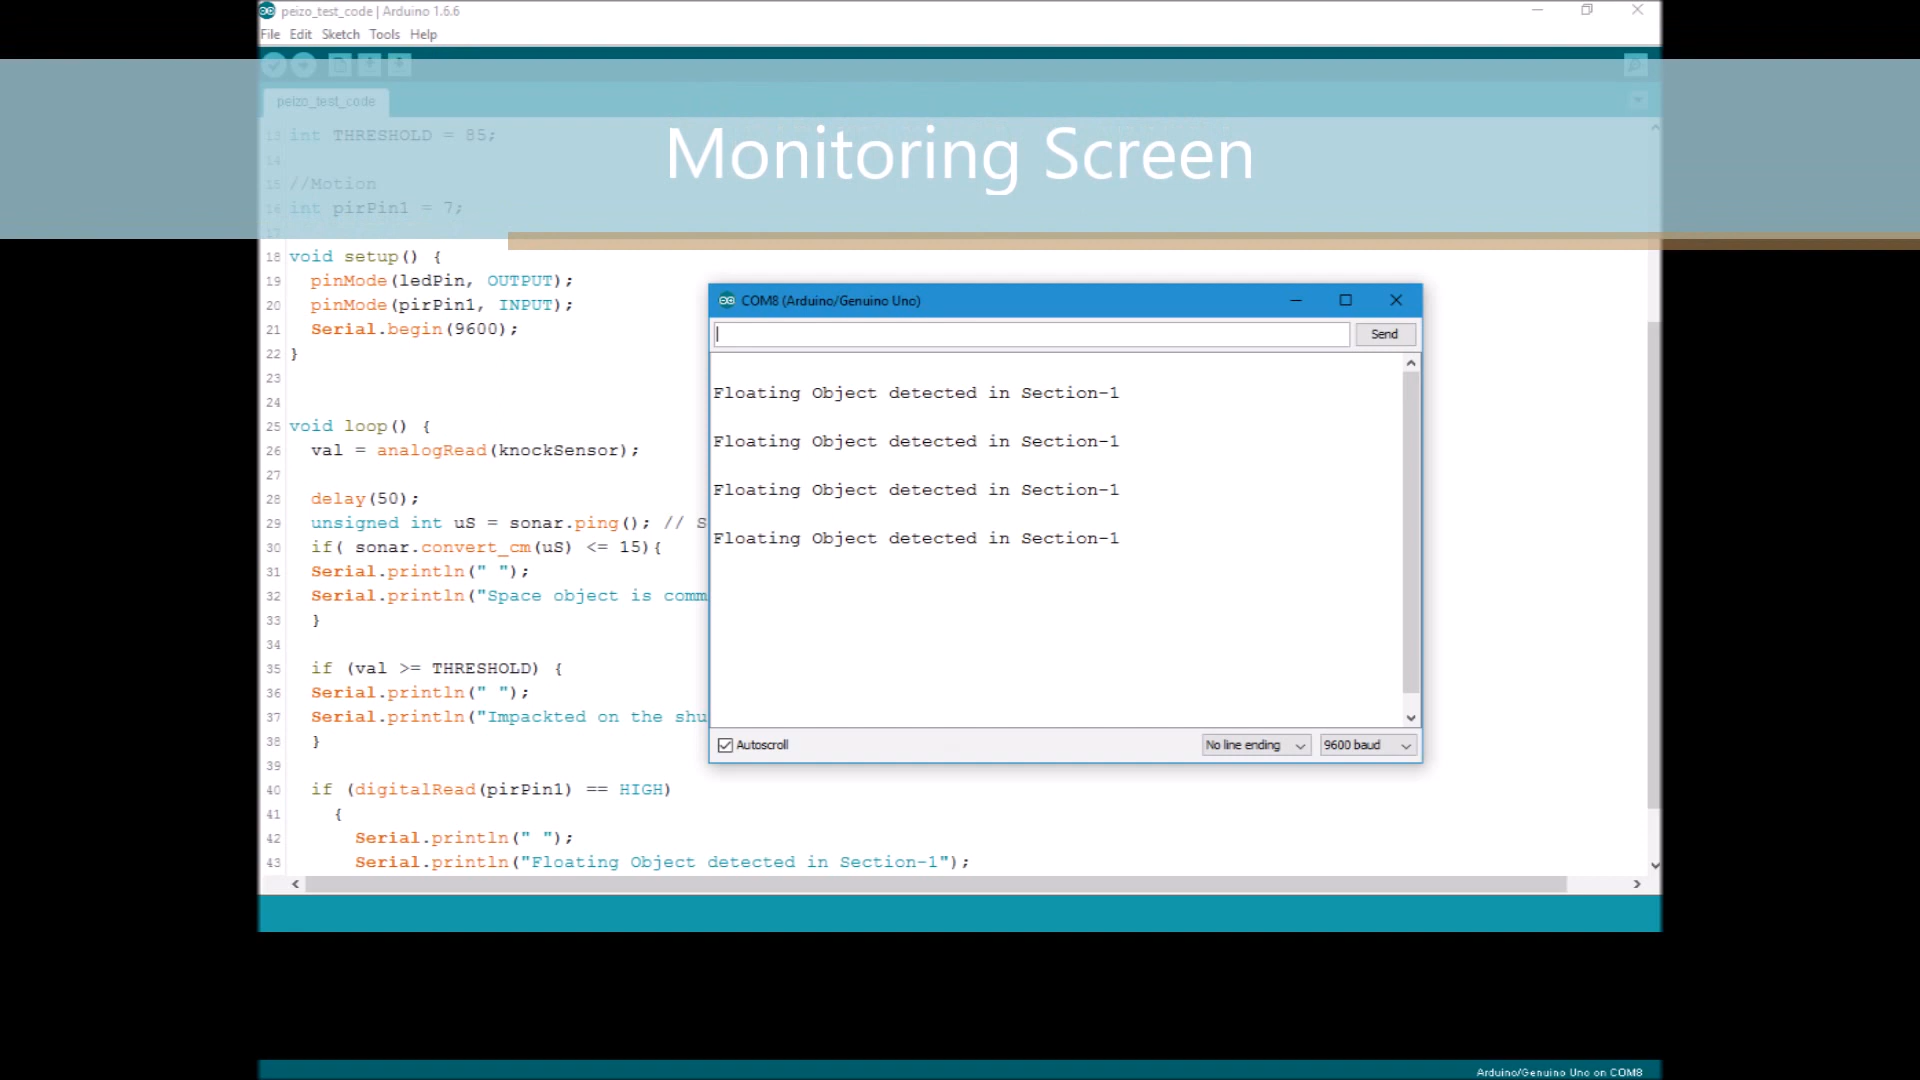 peizo_test_code | Arduino 1.6.6
File Edit Sketch Tools Help
peizo_test_code
Monitoring Screen
13 int THRESHOLD = 85;
14
15 //Motion
16 int pirPin1 = 7;
17
18 void setup() {
19 pinMode(ledPin, OUTPUT);
20 pinMode(pirPin1, INPUT);
21 Serial.begin(9600);
22 }
23
24
25 void loop() {
26 val = analogRead(knockSensor);
27
28 delay(50);
29 unsigned int uS = sonar.ping(); // S
30 if( sonar.convert_cm(uS) <= 15){
31 Serial.println(" ");
32 Serial.println("Space object is comm
33 }
34
35 if (val >= THRESHOLD) {
36 Serial.println(" ");
37 Serial.println("Impackted on the shu
38 }
39
40 if (digitalRead(pirPin1) == HIGH)
41 {
42 Serial.println(" ");
43 Serial.println("Floating Object detected in Section-1");
COM8 (Arduino/Genuino Uno)
Send
Floating Object detected in Section-1
Floating Object detected in Section-1
Floating Object detected in Section-1
Floating Object detected in Section-1
Autoscroll No line ending 9600 baud
Arduino/Genuino Uno on COM8